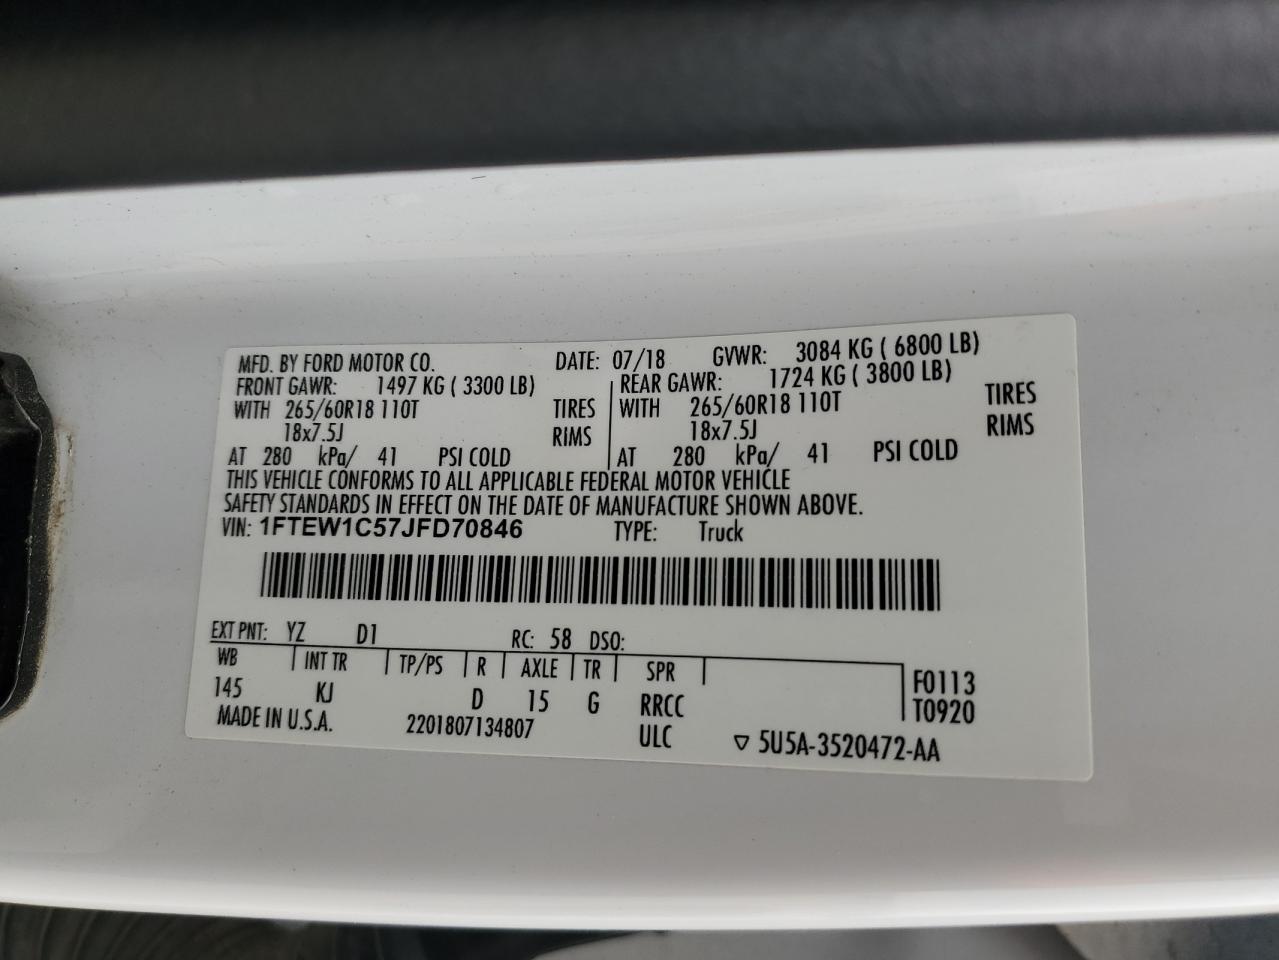 MFD. BY FORD MOTOR CO. DATE: 07/18 GVWR: 3084 KG ( 6800 LB)
FRONT GAWR: 1497 KG ( 3300 LB) REAR GAWR: 1724 KG ( 3800 LB)
WITH 265/60R18 110T TIRES WITH 265/60R18 110T TIRES
18x7.5J RIMS 18x7.5J RIMS
AT 280 kPa/ 41 PSI COLD AT 280 kPa/ 41 PSI COLD
THIS VEHICLE CONFORMS TO ALL APPLICABLE FEDERAL MOTOR VEHICLE
SAFETY STANDARDS IN EFFECT ON THE DATE OF MANUFACTURE SHOWN ABOVE.
VIN: 1FTEW1C57JFD70846 TYPE: Truck
EXT PNT: YZ D1 RC: 58 DSO:
WB INT TR TP/PS R AXLE TR SPR F0113
145 KJ D 15 G RRCC T0920
MADE IN U.S.A. 2201807134807 ULC ▽ 5U5A-3520472-AA